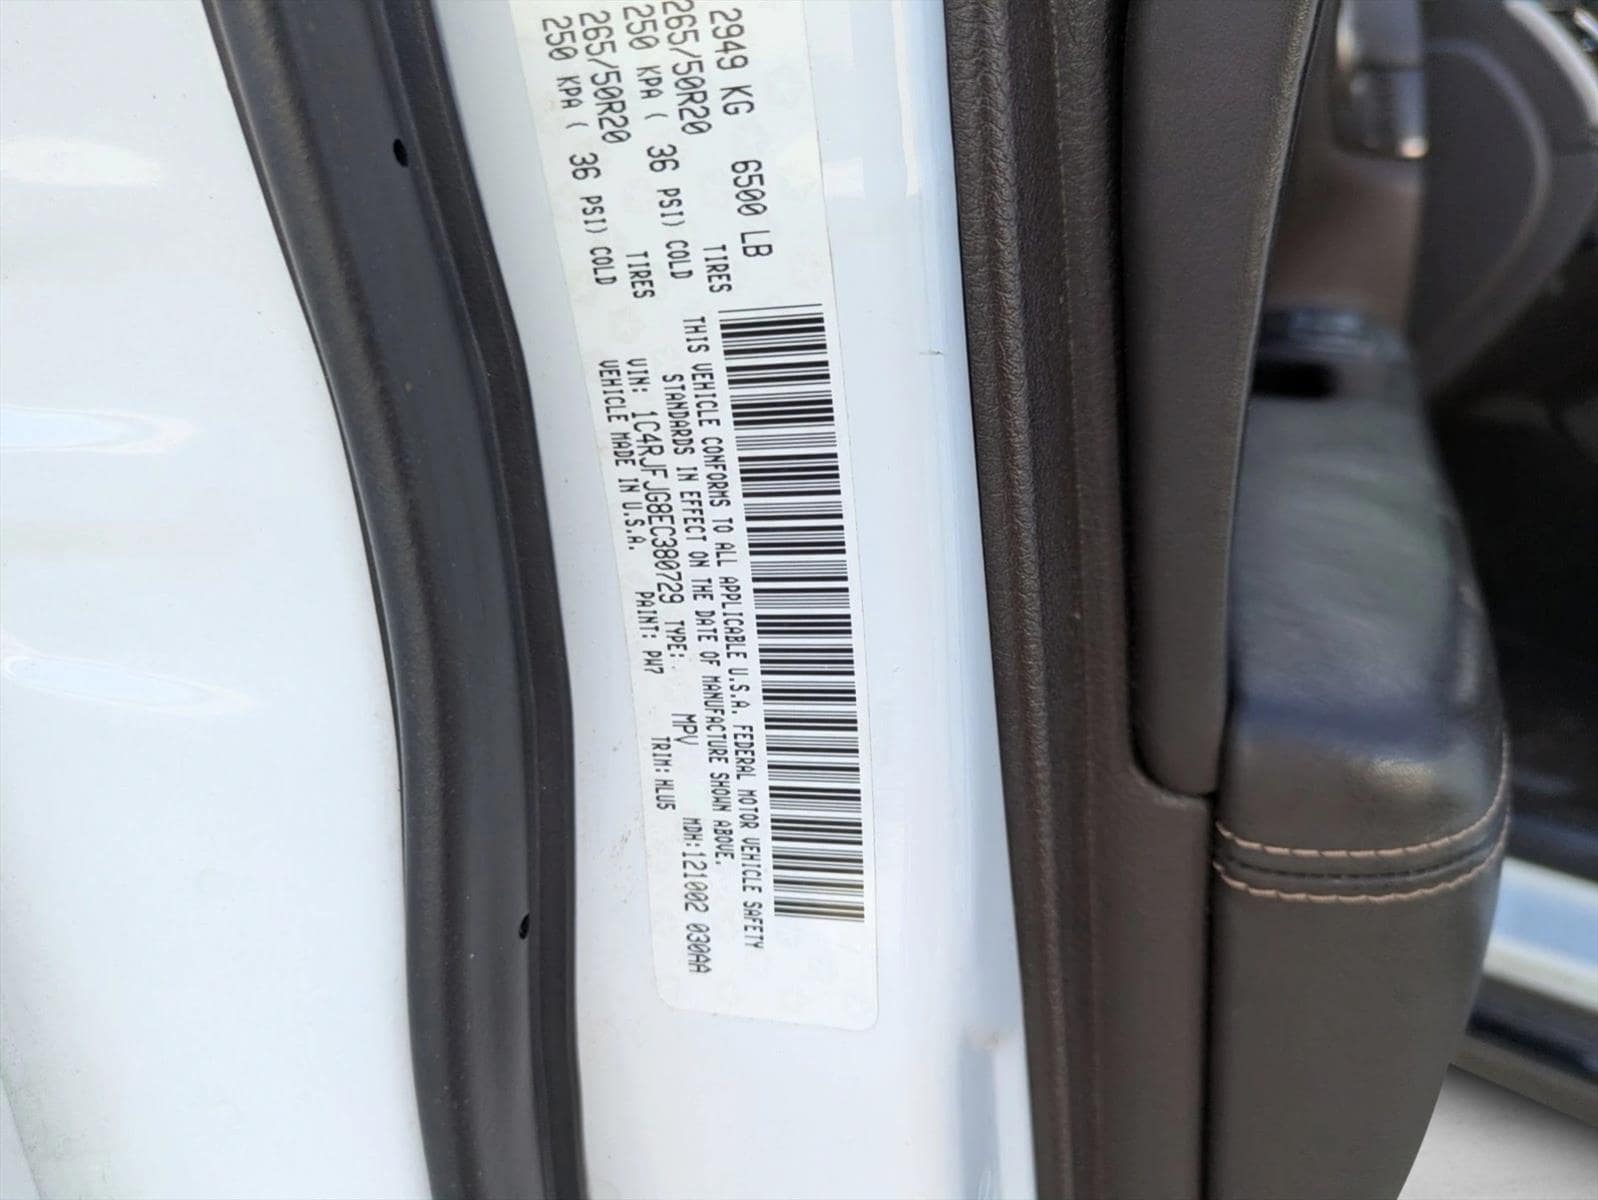 2949 KG 6500 LB
265/50R20 TIRES
250 KPA ( 36 PSI) COLD
265/50R20 TIRES
250 KPA ( 36 PSI) COLD
THIS VEHICLE CONFORMS TO ALL APPLICABLE U.S.A. FEDERAL MOTOR VEHICLE SAFETY
STANDARDS IN EFFECT ON THE DATE OF MANUFACTURE SHOWN ABOVE.
VIN: 1C4RJFJG8EC380729 TYPE: MPV MDH:121002 030AA
VEHICLE MADE IN U.S.A. PAINT: PW7 TRIM:HLU5